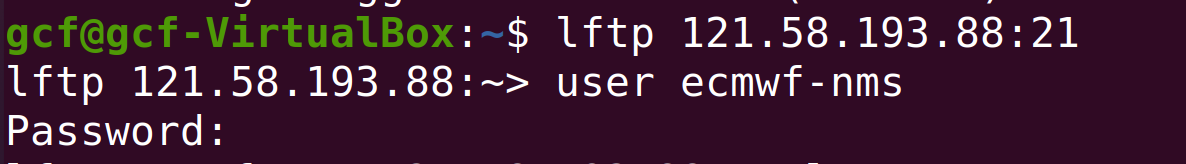 gcf@gcf-VirtualBox:~$ lftp 121.58.193.88:21
lftp 121.58.193.88:~> user ecmwf-nms
Password: